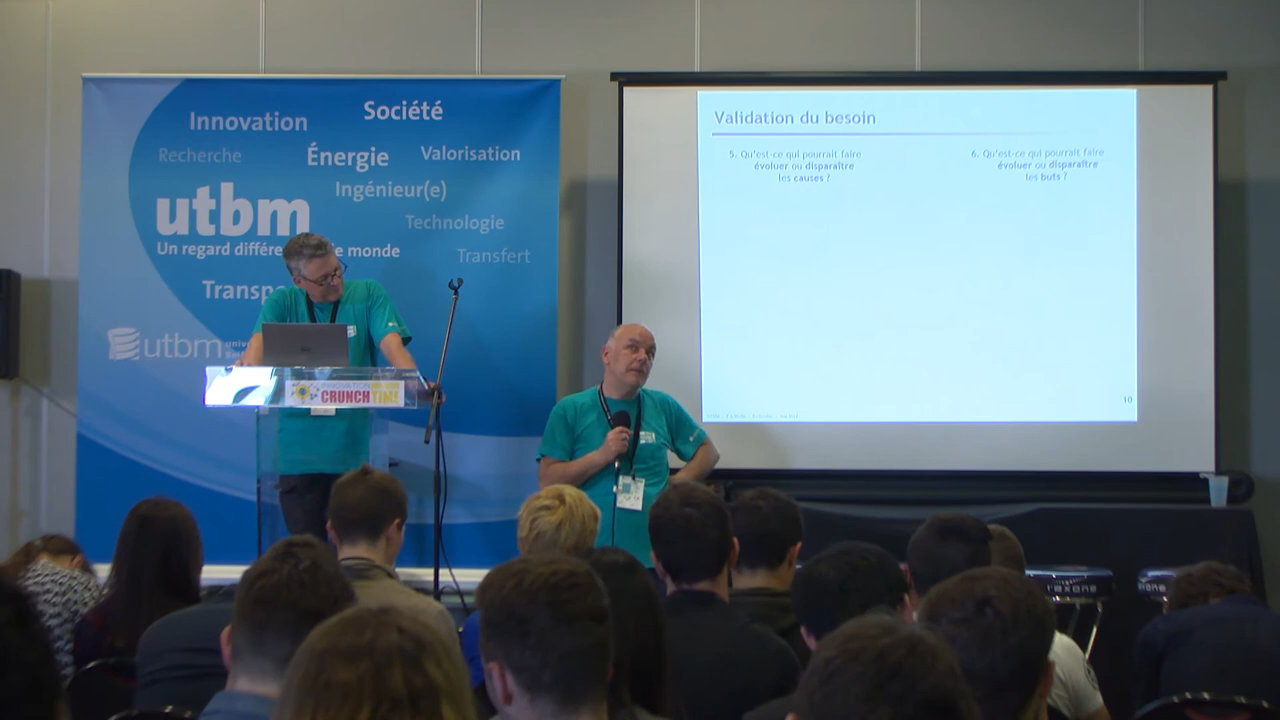 Société
Innovation
Recherche
Énergie
Valorisation
Ingénieur(e)
utbm
Technologie
Un regard différe e monde
Transfert
Transp
utbm
INNOVATION
CRUNCH TIME
Validation du besoin
5. Qu'est-ce qui pourrait faire
évoluer ou disparaître
les causes ?
6. Qu'est-ce qui pourrait faire
évoluer ou disparaître
les buts ?
10